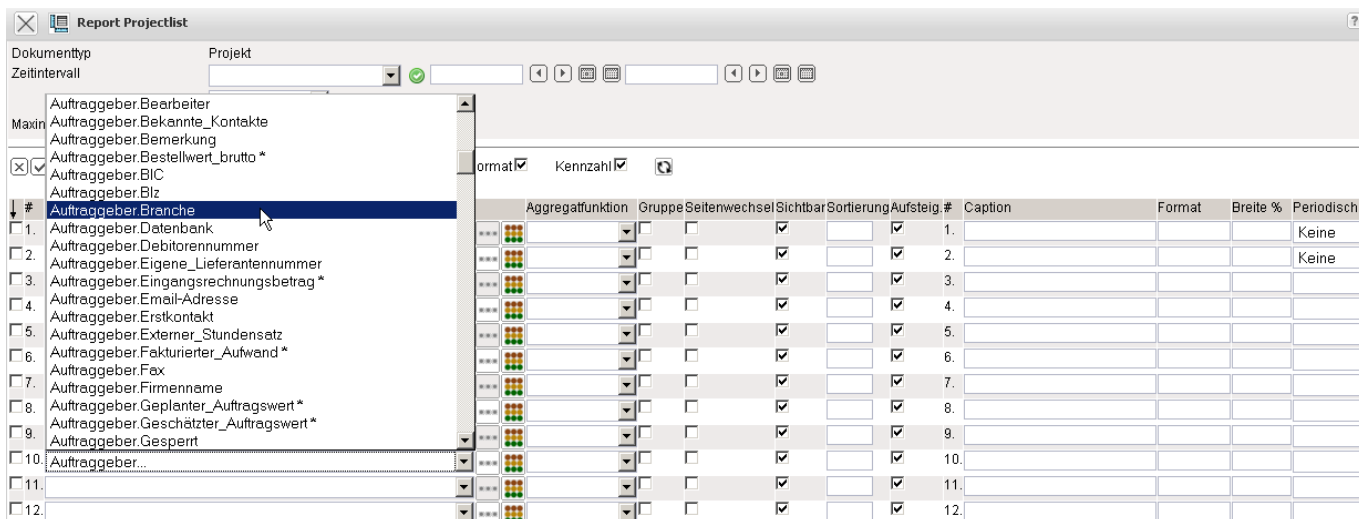 Report Projectlist
?
Dokumenttyp Projekt
Zeitintervall
Auftraggeber.Bearbeiter
Auftraggeber.Bekannte_Kontakte
Maxin
Auftraggeber.Bemerkung
Auftraggeber.Bestellwert_brutto *
ormat Kennzahl
Auftraggeber.BIC
Auftraggeber.Blz
Auftraggeber.Branche
# Aggregatfunktion Gruppe Seitenwechsel Sichtbar Sortierung Aufsteig. # Caption Format Breite % Periodisch
Auftraggeber.Datenbank
1. 1. Keine
Auftraggeber.Debitorennummer
2. 2. Keine
Auftraggeber.Eigene_Lieferantennummer
Auftraggeber.Eingangsrechnungsbetrag *
3. 3.
Auftraggeber.Email-Adresse
4. 4.
Auftraggeber.Erstkontakt
Auftraggeber.Externer_Stundensatz
5. 5.
Auftraggeber.Fakturierter_Aufwand *
6. 6.
Auftraggeber.Fax
Auftraggeber.Firmenname
7. 7.
Auftraggeber.Geplanter_Auftragswert *
8. 8.
Auftraggeber.Geschätzter_Auftragswert *
9. 9.
Auftraggeber.Gesperrt
10. Auftraggeber... 10.
11. 11.
12. 12.